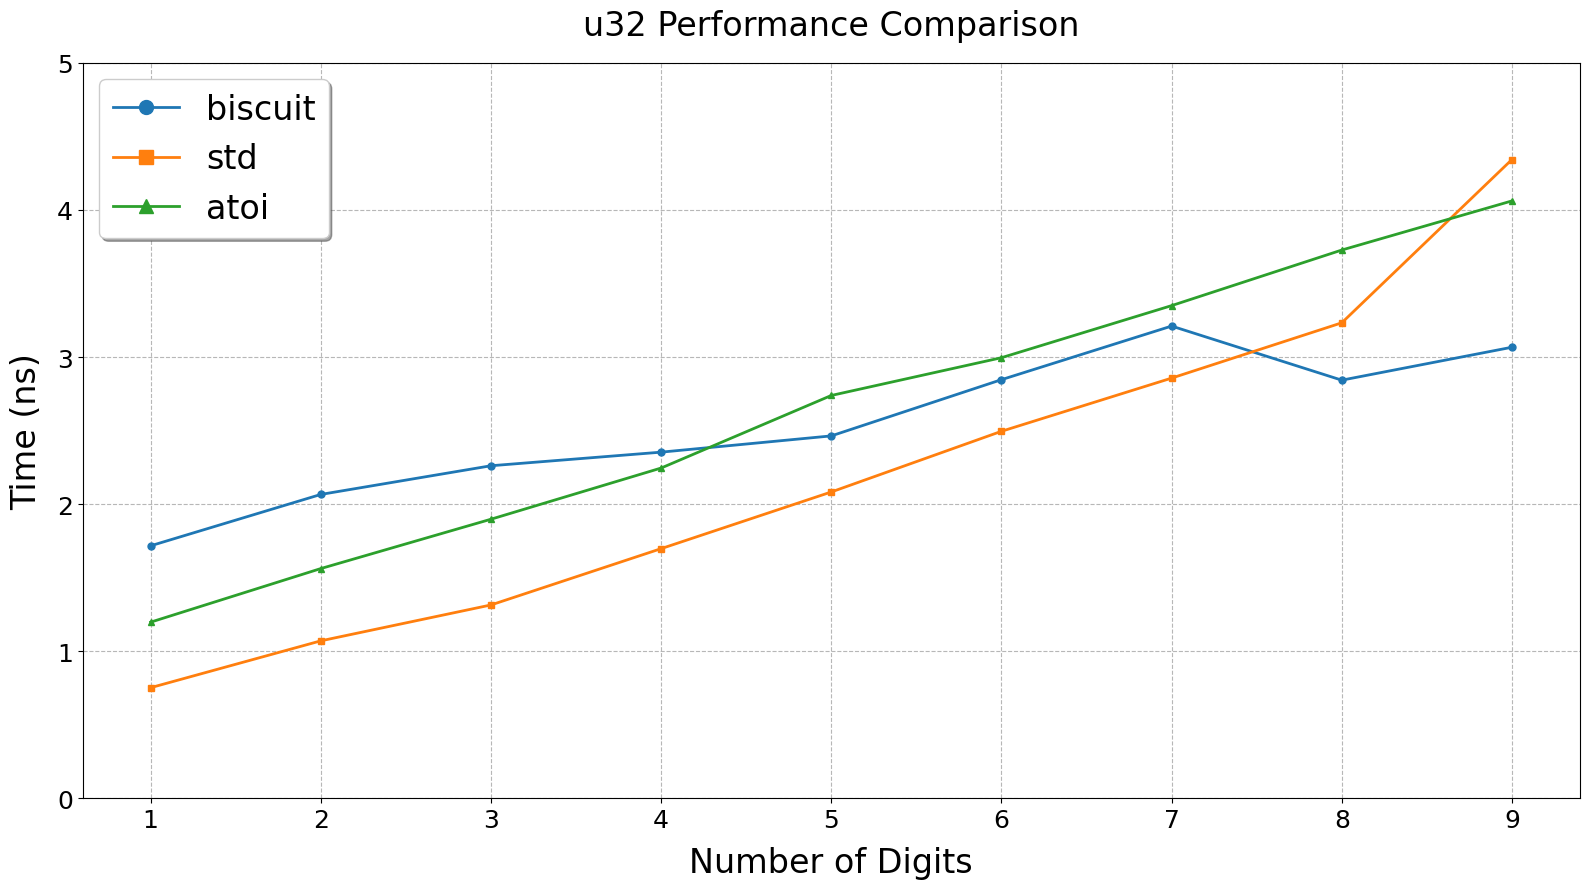 u32 Performance Comparison
biscuit
std
atoi
Time (ns)
5
4
3
2
1
0
1 2 3 4 5 6 7 8 9
Number of Digits